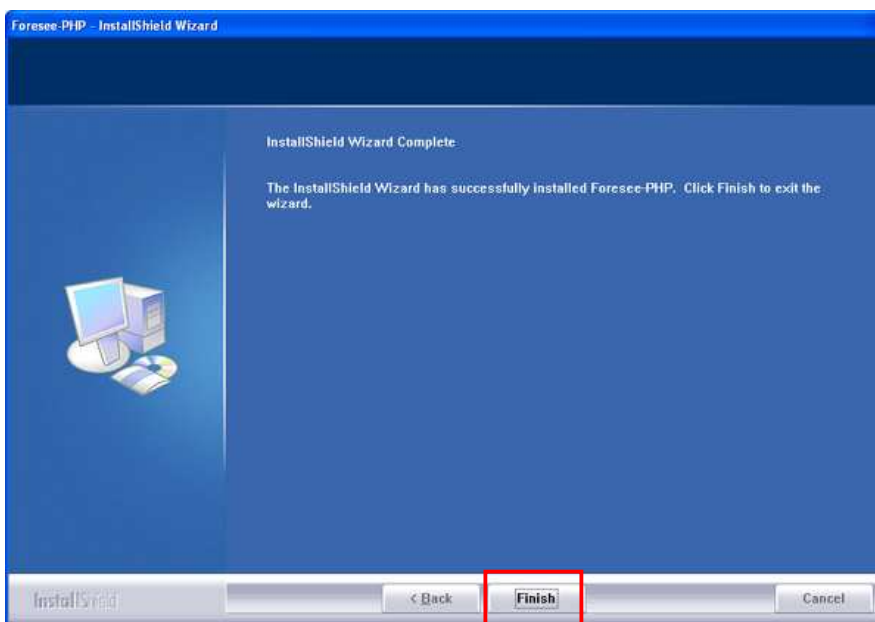 Foresee-PHP - InstallShield Wizard
InstallShield Wizard Complete
The InstallShield Wizard has successfully installed Foresee-PHP. Click Finish to exit the
wizard.
InstallShield
< Back
Finish
Cancel